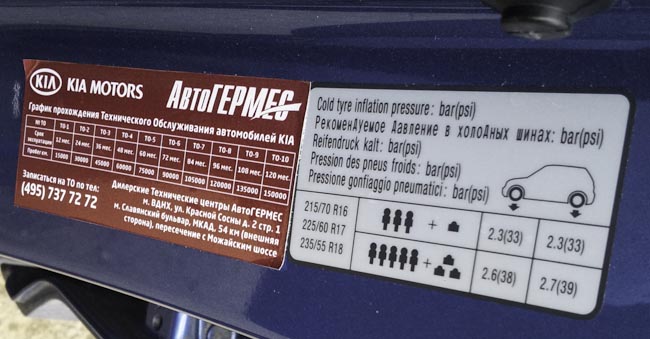 KIA KIA MOTORS АвтоГЕРМЕС
График прохождения Технического Обслуживания автомобилей KIA
№ ТО ТО-1 ТО-2 ТО-3 ТО-4 ТО-5 ТО-6 ТО-7 ТО-8 ТО-9 ТО-10
Срок эксплуатации 12 мес. 24 мес. 36 мес. 48 мес. 60 мес. 72 мес. 84 мес. 96 мес. 108 мес. 120 мес.
Пробег км. 15000 30000 45000 60000 75000 90000 105000 120000 135000 150000
Записаться на ТО по тел:
(495) 737 72 72
Дилерские Технические центры АвтоГЕРМЕС
м. ВДНХ, ул. Красной Сосны д. 2 стр. 1
м. Славянский бульвар, МКАД, 54 км (внешняя
сторона), пересечение с Можайским шоссе
Cold tyre inflation pressure: bar(psi)
РекоменДУемое Давление в холоДных шинах: bar(psi)
Reifendruck kalt: bar(psi)
Pression des pneus froids: bar(psi)
Pressione gonfiaggio pneumatici: bar(psi)
215/70 R16
225/60 R17
235/55 R18
+ 2.3(33) 2.3(33)
+ 2.6(38) 2.7(39)